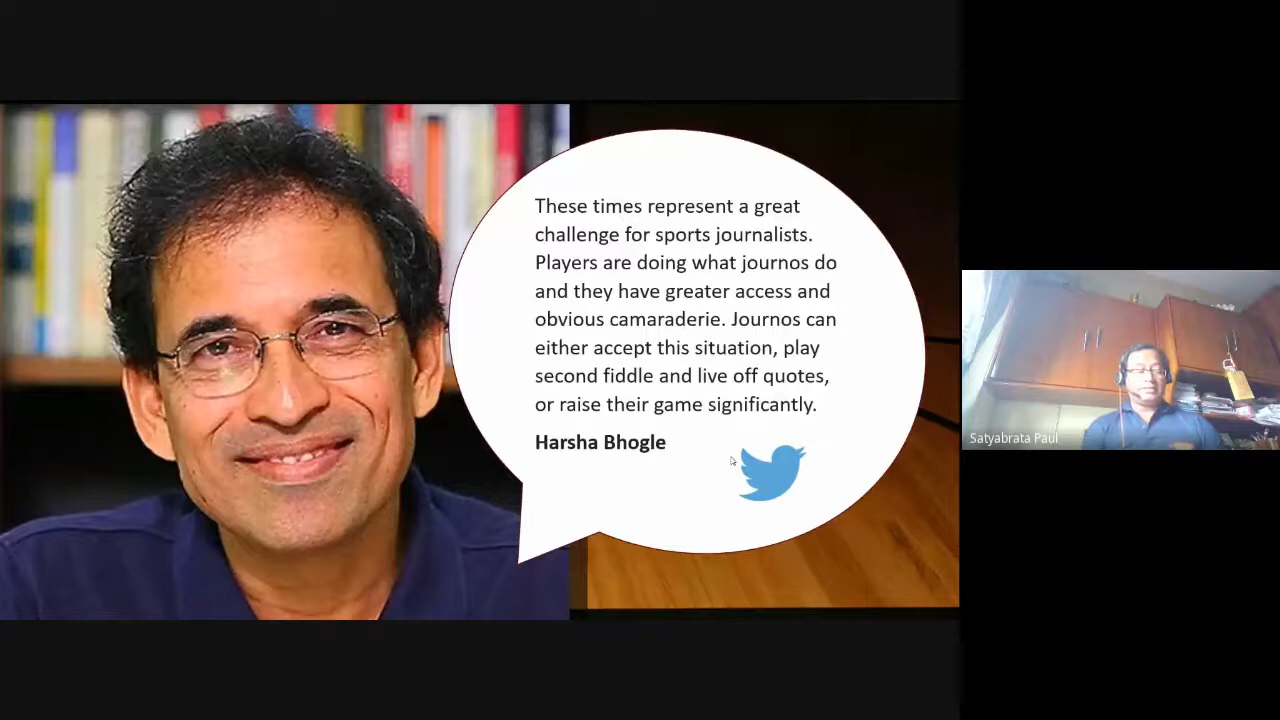 These times represent a great
challenge for sports journalists.
Players are doing what journos do
and they have greater access and
obvious camaraderie. Journos can
either accept this situation, play
second fiddle and live off quotes,
or raise their game significantly.
Harsha Bhogle
Satyabrata Paul